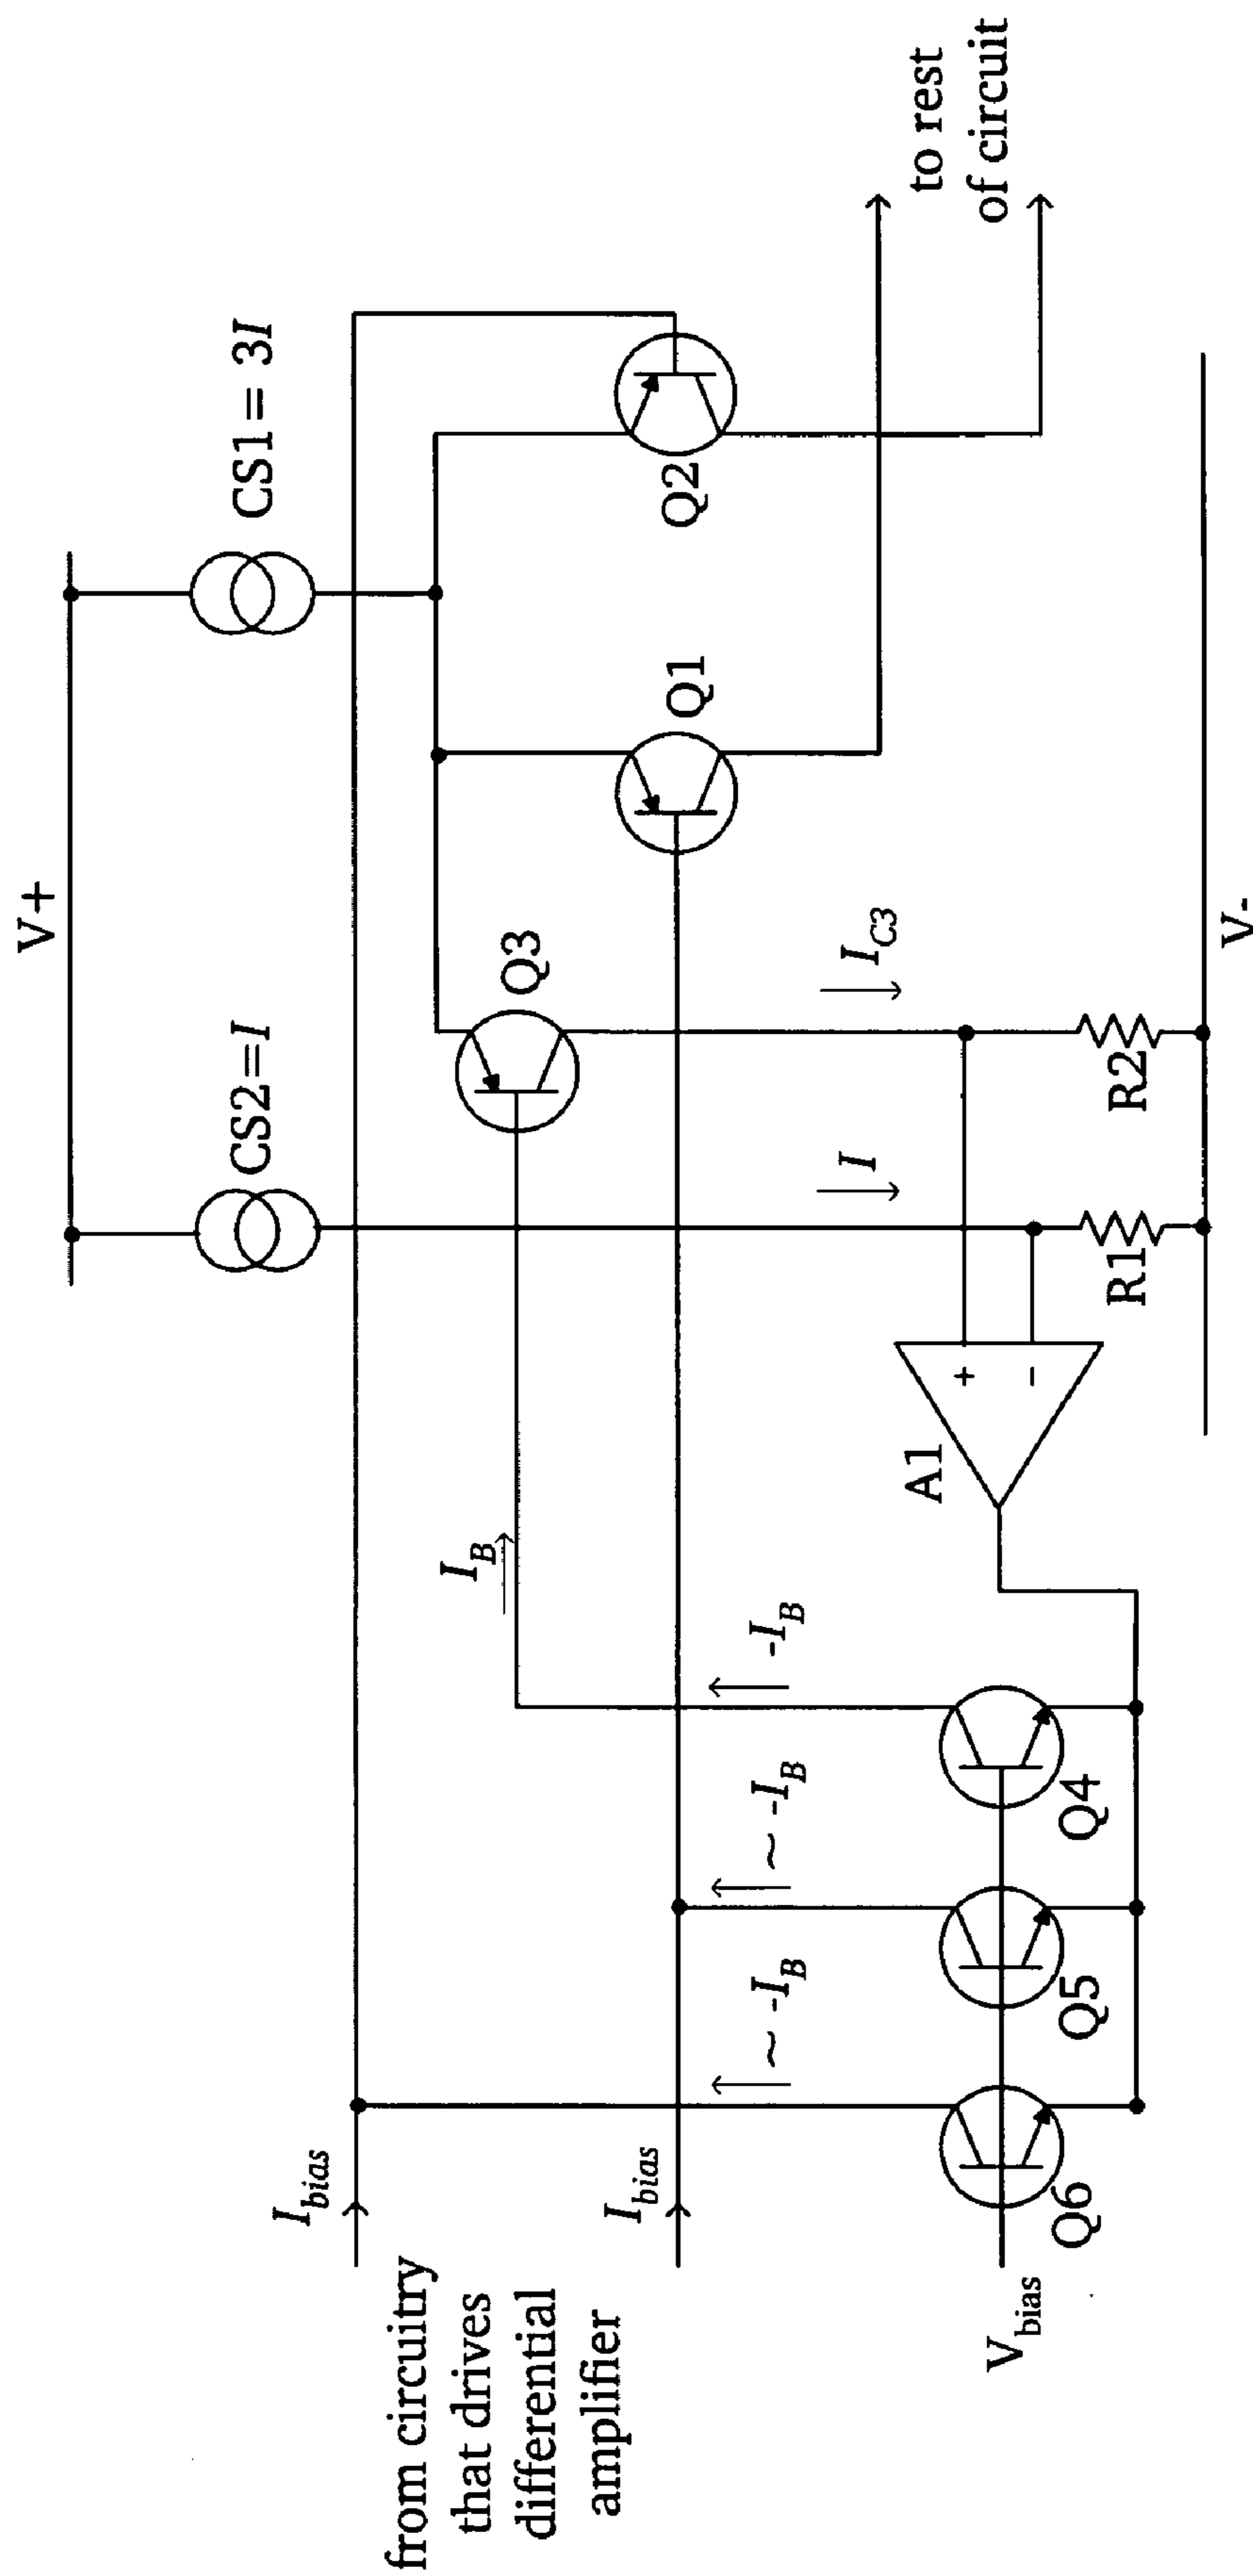 V+
CS2=I
CS1= 3I
I_bias
from circuitry
that drives
differential
amplifier
I_bias
I_B
Q3
Q1
Q2
~ -I_B
~ -I_B
-I_B
I
I_C3
to rest
of circuit
A1
+
-
V_bias
Q6
Q5
Q4
R1
R2
V-